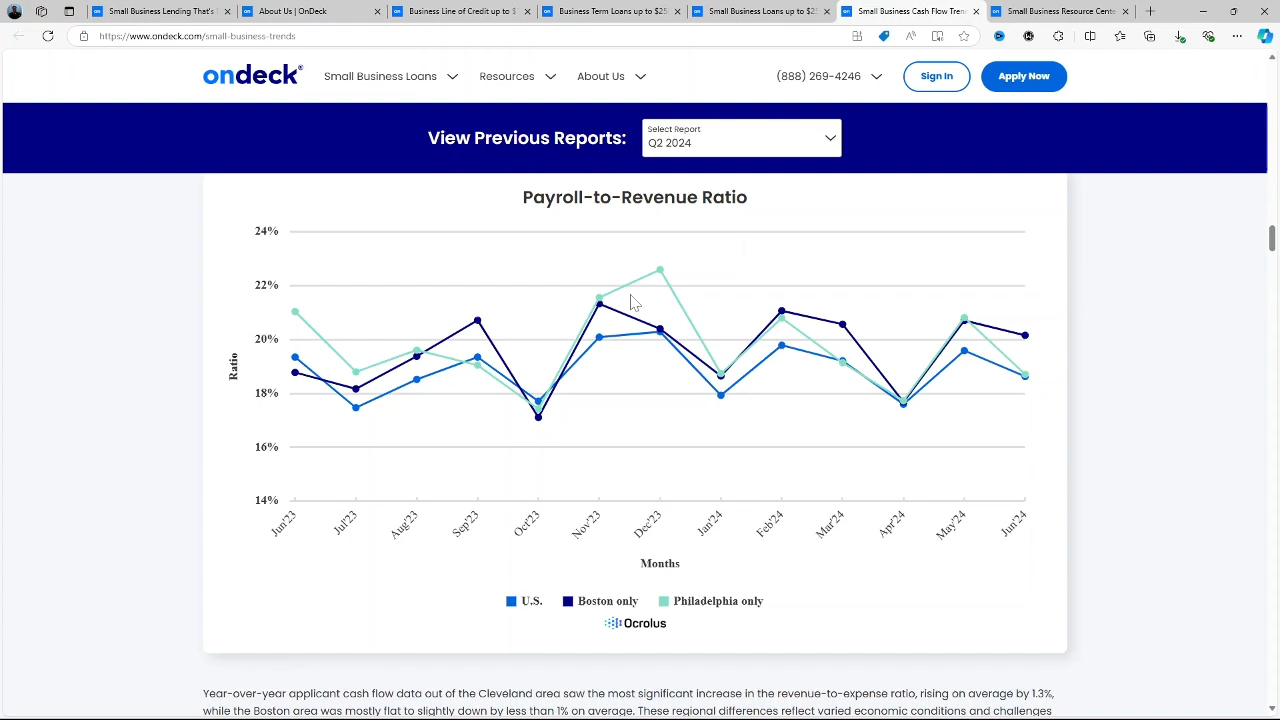 Small Business Lending That's
About Us | OnDeck
Business Line of Credit up to $
Business Term Loans up to $25
Small Business Loans up to $25
Small Business Cash Flow Tren
Small Business Resource Cente
https://www.ondeck.com/small-business-trends
ondeck®
Small Business Loans
Resources
About Us
(888) 269-4246
Sign In
Apply Now
View Previous Reports:
Select Report
Q2 2024
Payroll-to-Revenue Ratio
24%
22%
20%
18%
16%
14%
Ratio
Jun'23
Jul'23
Aug'23
Sep'23
Oct'23
Nov'23
Dec'23
Jan'24
Feb'24
Mar'24
Apr'24
May'24
Jun'24
Months
U.S.
Boston only
Philadelphia only
Ocrolus
Year-over-year applicant cash flow data out of the Cleveland area saw the most significant increase in the revenue-to-expense ratio, rising on average by 1.3%,
while the Boston area was mostly flat to slightly down by less than 1% on average. These regional differences reflect varied economic conditions and challenges